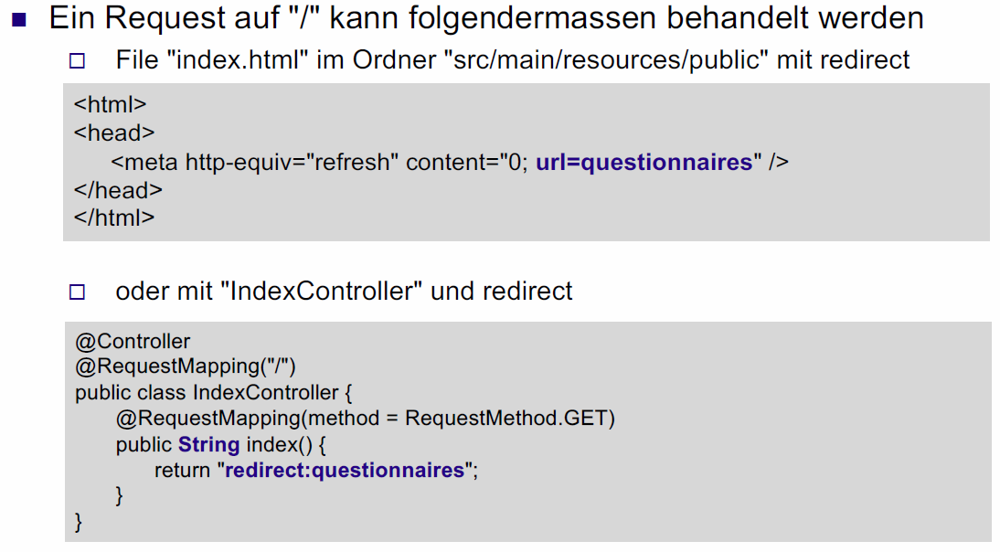 Ein Request auf "/" kann folgendermassen behandelt werden
File "index.html" im Ordner "src/main/resources/public" mit redirect
<html>
<head>
<meta http-equiv="refresh" content="0; url=questionnaires" />
</head>
</html>
oder mit "IndexController" und redirect
@Controller
@RequestMapping("/")
public class IndexController {
@RequestMapping(method = RequestMethod.GET)
public String index() {
return "redirect:questionnaires";
}
}